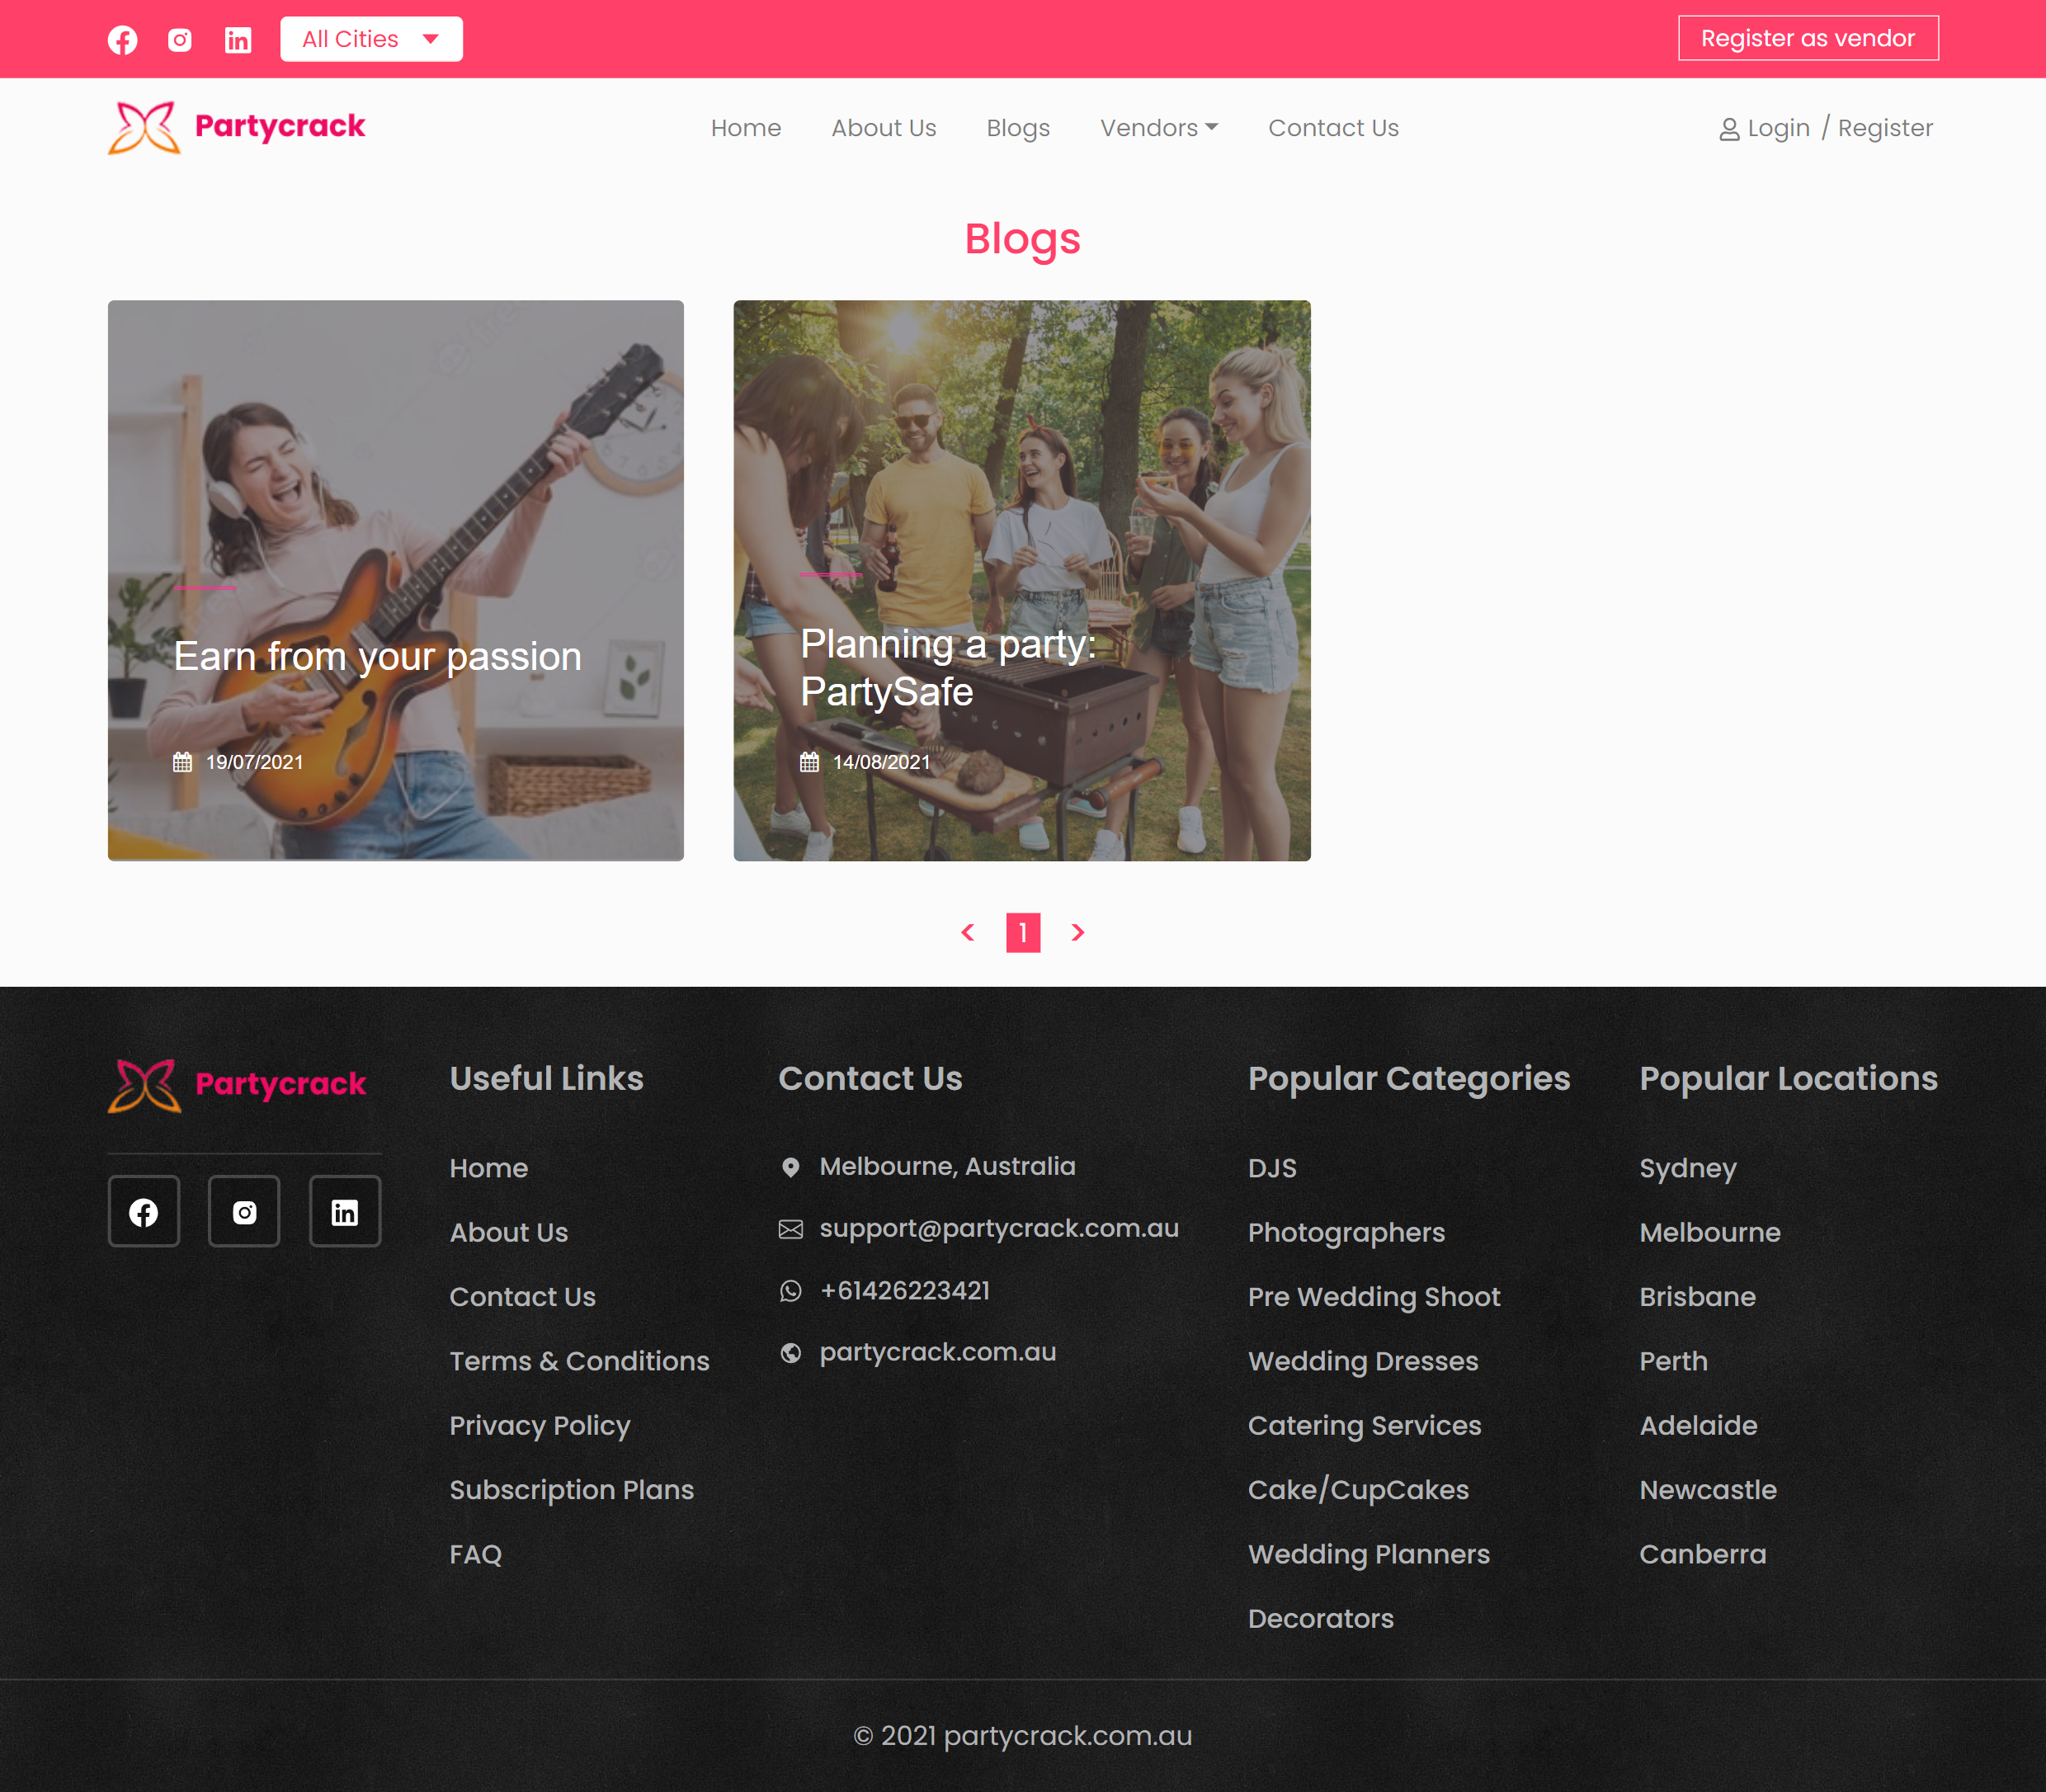 All Cities
Register as vendor
Partycrack
Home
About Us
Blogs
Vendors
Contact Us
Login / Register
Blogs
Earn from your passion
19/07/2021
Planning a party:
PartySafe
14/08/2021
< 1 >
Partycrack
Useful Links
Home
About Us
Contact Us
Terms & Conditions
Privacy Policy
Subscription Plans
FAQ
Contact Us
Melbourne, Australia
support@partycrack.com.au
+61426223421
partycrack.com.au
Popular Categories
DJS
Photographers
Pre Wedding Shoot
Wedding Dresses
Catering Services
Cake/CupCakes
Wedding Planners
Decorators
Popular Locations
Sydney
Melbourne
Brisbane
Perth
Adelaide
Newcastle
Canberra
© 2021 partycrack.com.au